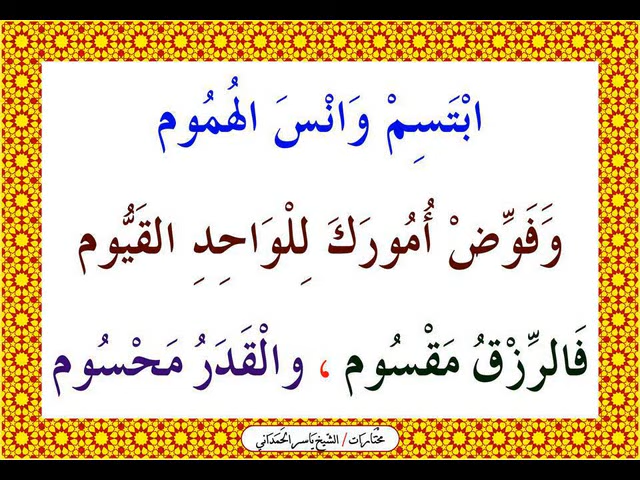 ابْتَسِمْ وَانْسَ الهُمُوم
وَفَوِّضْ أُمُورَكَ لِلْوَاحِدِ القَيُّوم
فَالرِّزْقُ مَقْسُوم ، والْقَدَرُ مَحْسُوم
مختارات / الشيخ ياسر الحمداني